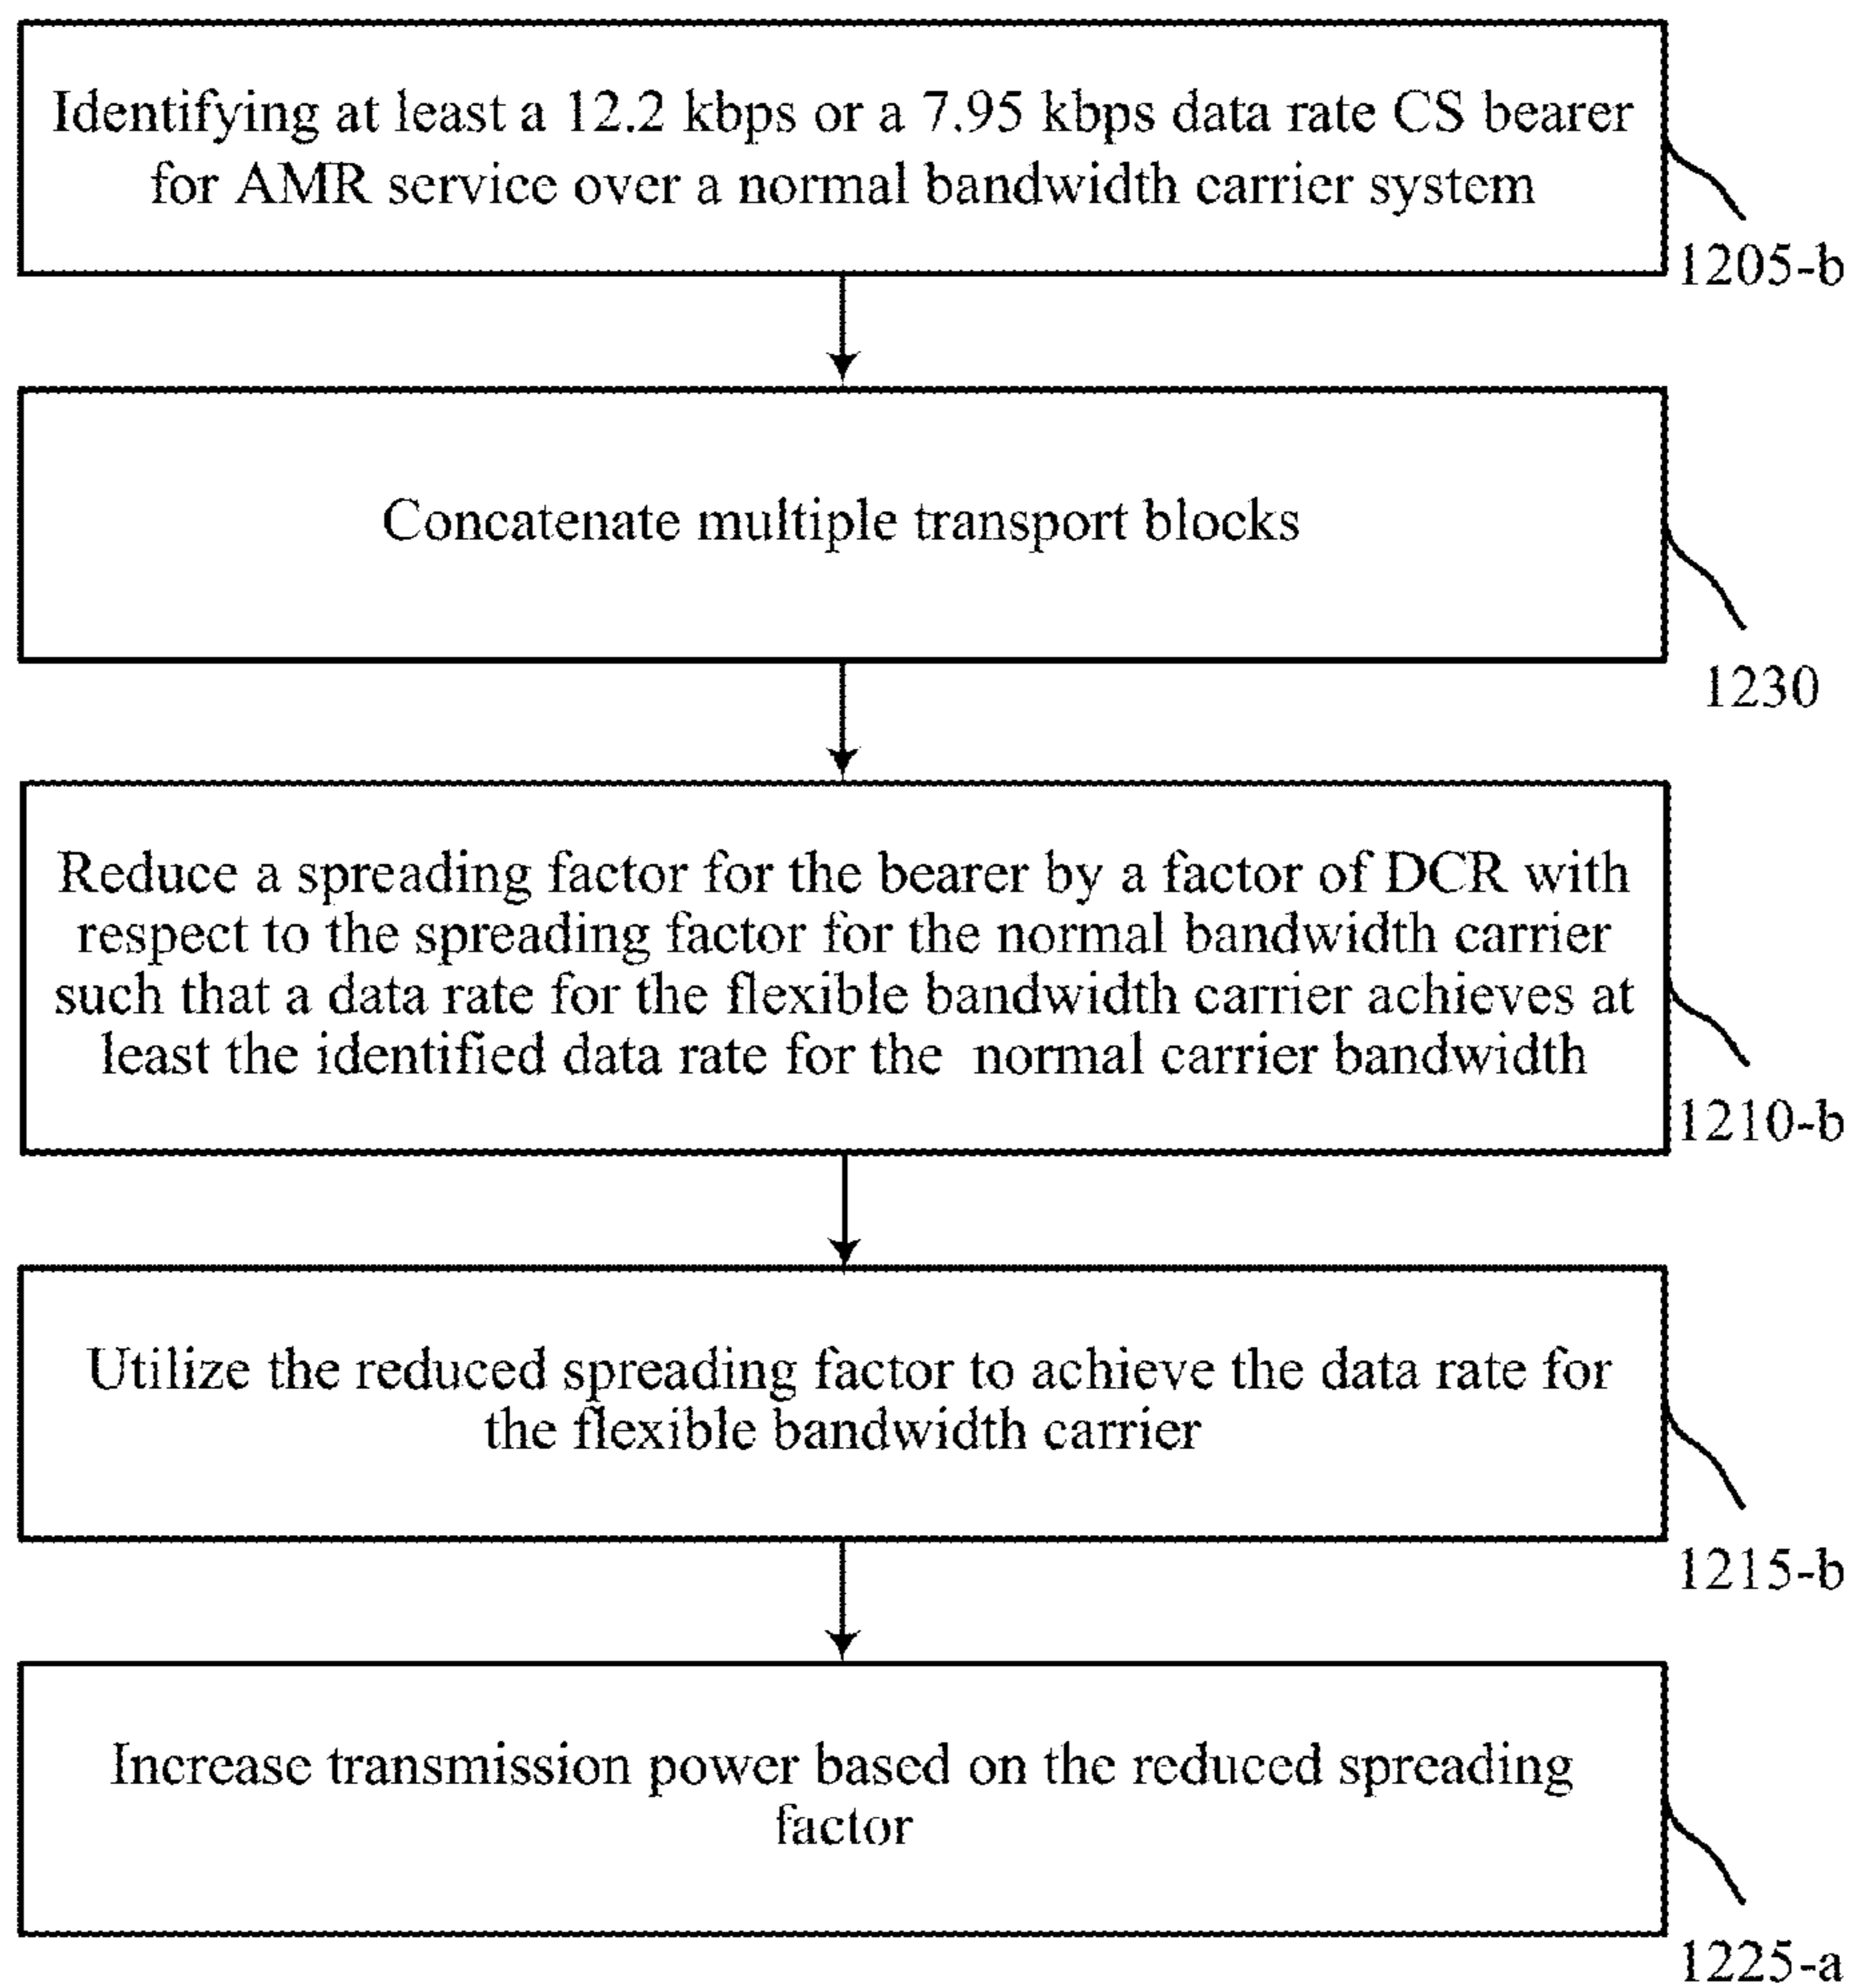 Identifying at least a 12.2 kbps or a 7.95 kbps data rate CS bearer
for AMR service over a normal bandwidth carrier system
1205-b
Concatenate multiple transport blocks
1230
Reduce a spreading factor for the bearer by a factor of DCR with
respect to the spreading factor for the normal bandwidth carrier
such that a data rate for the flexible bandwidth carrier achieves at
least the identified data rate for the normal carrier bandwidth
1210-b
Utilize the reduced spreading factor to achieve the data rate for
the flexible bandwidth carrier
1215-b
Increase transmission power based on the reduced spreading
factor
1225-a